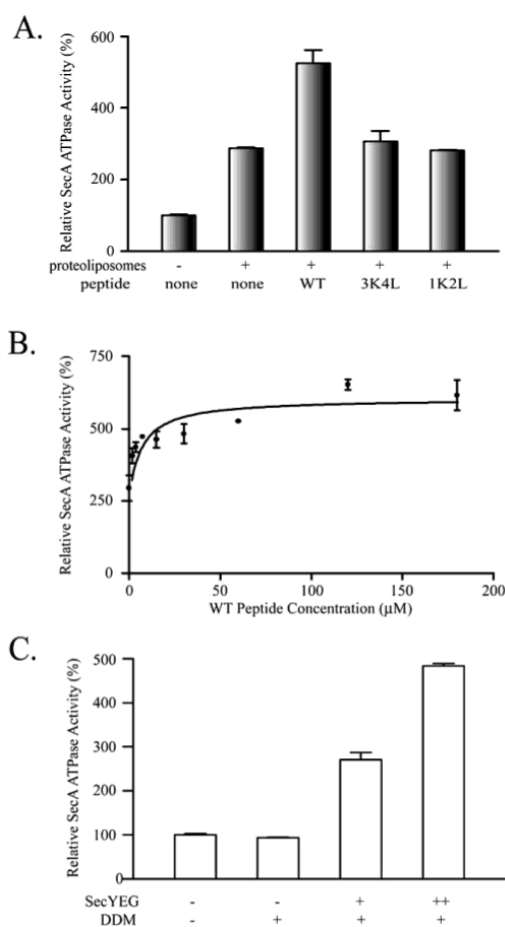 A.
Relative SecA ATPase Activity (%)
600
400
200
0
proteoliposomes - + + + +
peptide none none WT 3K4L 1K2L
B.
Relative SecA ATPase Activity (%)
750
500
250
0
0 50 100 150 200
WT Peptide Concentration (µM)
C.
Relative SecA ATPase Activity (%)
500
400
300
200
100
0
SecYEG - - + ++
DDM - + + +